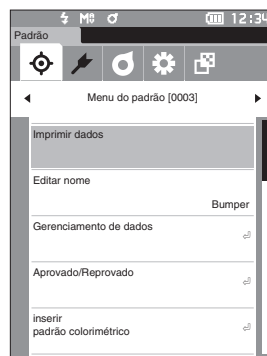 12:34
Padrão
Menu do padrão [0003]
Imprimir dados
Editar nome
Bumper
Gerenciamento de dados
Aprovado/Reprovado
inserir
padrão colorimétrico